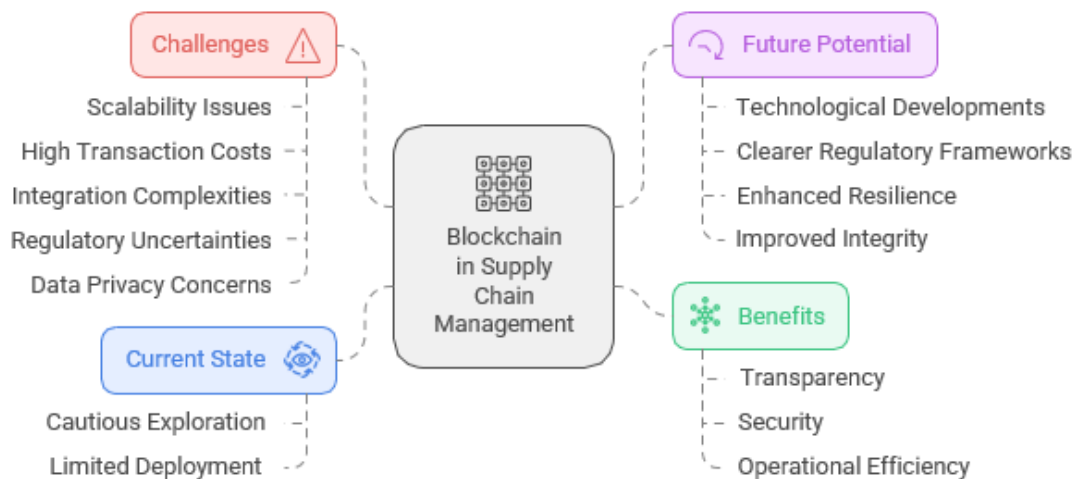 Challenges
Scalability Issues
High Transaction Costs
Integration Complexities
Regulatory Uncertainties
Data Privacy Concerns
Current State
Cautious Exploration
Limited Deployment
Blockchain
in Supply
Chain
Management
Future Potential
Technological Developments
Clearer Regulatory Frameworks
Enhanced Resilience
Improved Integrity
Benefits
Transparency
Security
Operational Efficiency